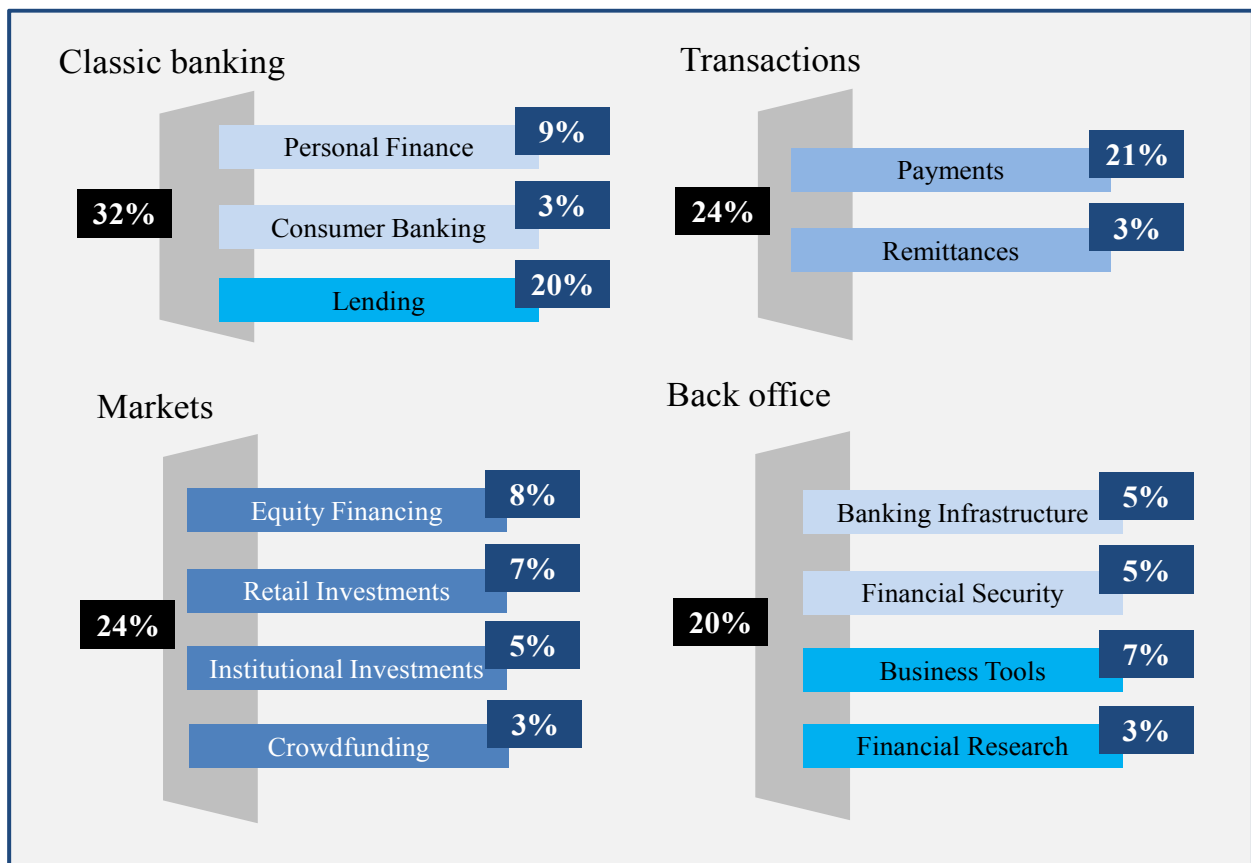 Classic banking
Personal Finance
9%
Consumer Banking
3%
Lending
20%
32%
Transactions
Payments
21%
Remittances
3%
24%
Markets
Equity Financing
8%
Retail Investments
7%
Institutional Investments
5%
Crowdfunding
3%
24%
Back office
Banking Infrastructure
5%
Financial Security
5%
Business Tools
7%
Financial Research
3%
20%